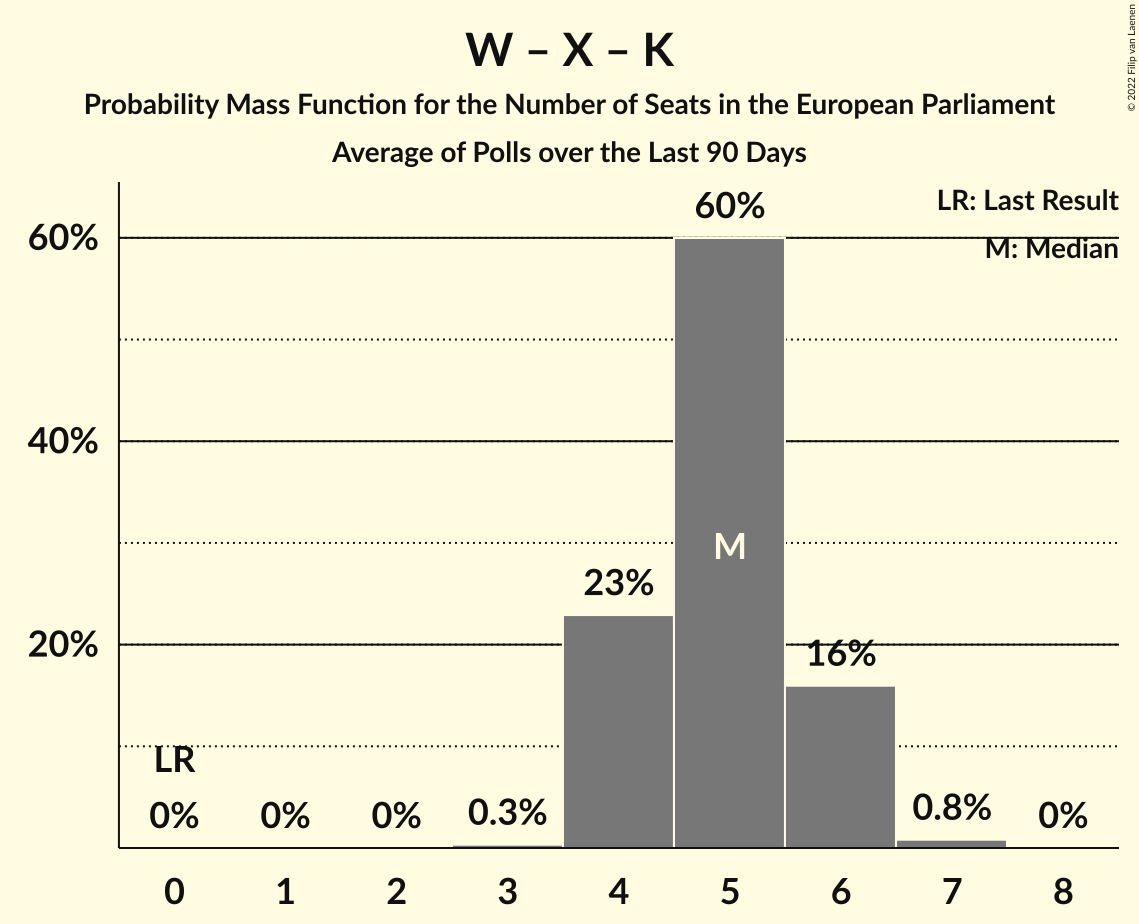 W – X – K
Probability Mass Function for the Number of Seats in the European Parliament
Average of Polls over the Last 90 Days
© 2022 Filip van Laenen
LR: Last Result
M: Median
60%
40%
20%
LR
0%
0%
0%
0.3%
23%
60%
M
16%
0.8%
0%
0 1 2 3 4 5 6 7 8